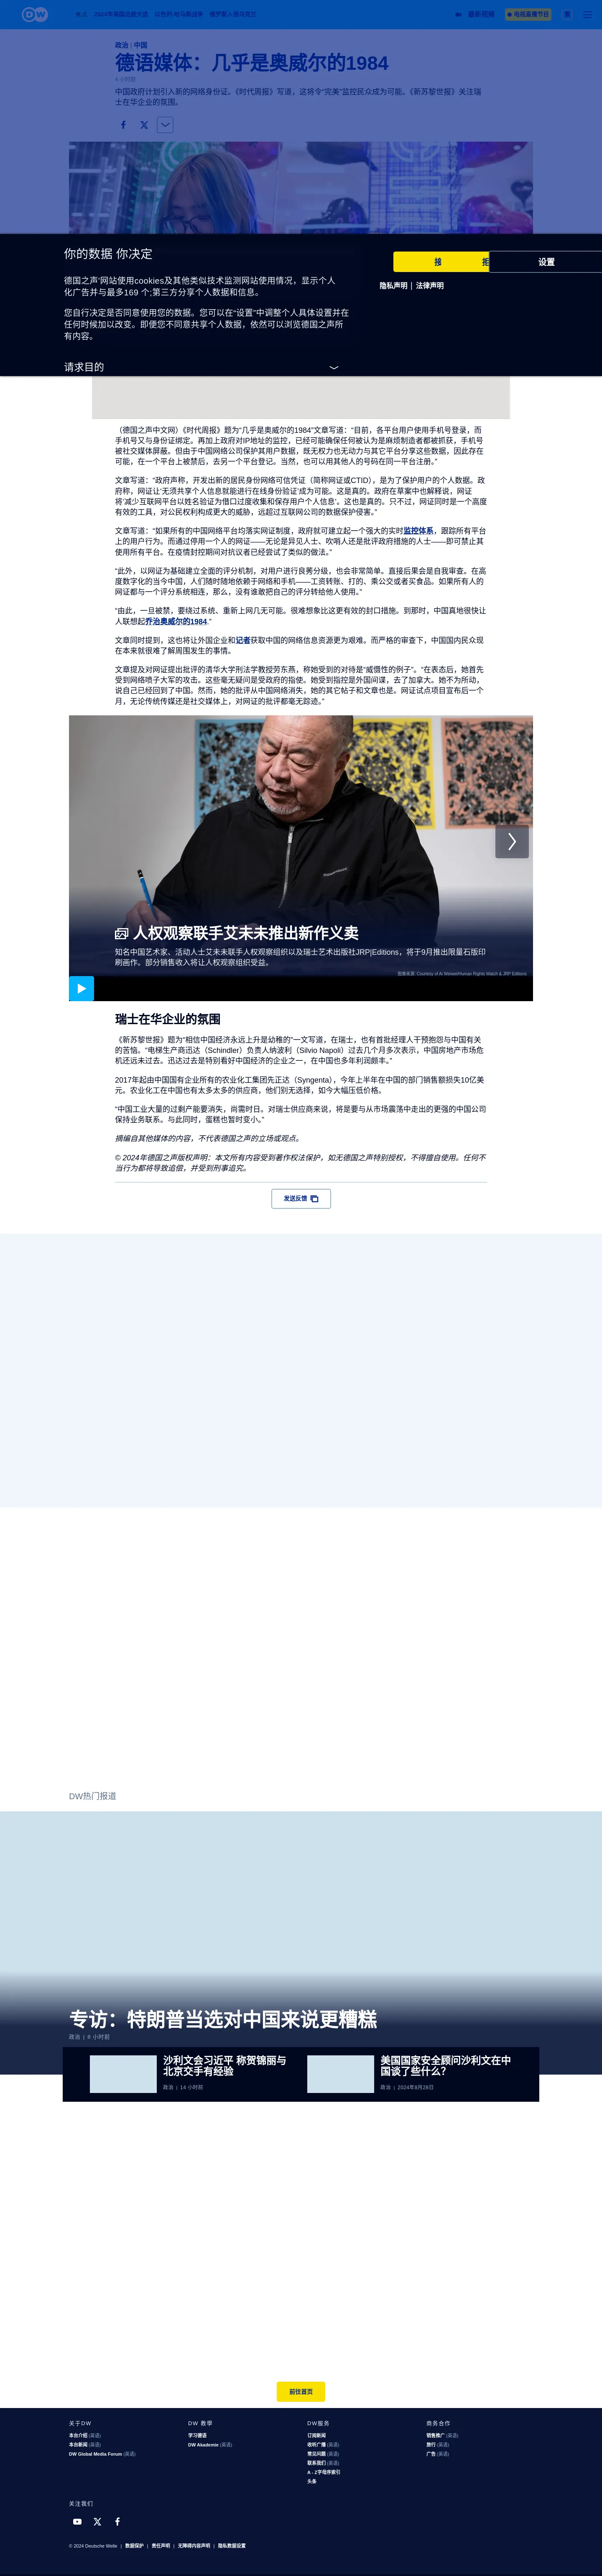 DW
焦点
2024年美国总统大选
以色列-哈马斯战争
俄罗斯入侵乌克兰
最新视频
电视直播节目
政治
中国
德语媒体：几乎是奥威尔的1984
6 小时前
中国政府计划引入新的网络身份证。《时代周报》写道，这将令“完美”监控民众成为可能。《新苏黎世报》关注瑞
士在华企业的氛围。
你的数据 你决定
德国之声‘网站使用cookies及其他类似技术监测网站使用情况，显示个人
化广告并与最多169 个;第三方分享个人数据和信息。
您自行决定是否同意使用您的数据。您可以在“设置”中调整个人具体设置并在
任何时候加以改变。即便您不同意共享个人数据，依然可以浏览德国之声所
有内容。
请求目的
设置
隐私声明 | 法律声明
（德国之声中文网）《时代周报》题为“几乎是奥威尔的1984”文章写道：“目前，各平台用户使用手机号登录，而
手机号又与身份证绑定。再加上政府对IP地址的监控，已经可能确保任何被认为是麻烦制造者都被抓获，手机号
被社交媒体屏蔽。但由于中国网络公司保护其用户数据，既无权力也无动力与其它平台分享这些数据，因此存在
可能，在一个平台上被禁后，去另一个平台登记。当然，也可以用其他人的号码在同一平台注册。”
文章写道：“政府声称，开发出新的居民身份网络可信凭证（简称网证或CTID），是为了保护用户的个人数据。政
府称，网证让‘无须共享个人信息就能进行在线身份验证’成为可能。这是真的。政府在草案中也解释说，网证
将‘减少互联网平台以姓名验证为借口过度收集和保存用户个人信息’。这也是真的。只不过，网证同时是一个高度
有效的工具，对公民权利构成更大的威胁，远超过互联网公司的数据保护侵害。”
文章写道：“如果所有的中国网络平台均落实网证制度，政府就可建立起一个强大的实时监控体系，跟踪所有平台
上的用户行为。而通过停用一个人的网证——无论是异见人士、吹哨人还是批评政府措施的人士——即可禁止其
使用所有平台。在疫情封控期间对抗议者已经尝试了类似的做法。”
“此外，以网证为基础建立全面的评分机制，对用户进行良莠分级，也会非常简单。直接后果会是自我审查。在高
度数字化的当今中国，人们随时随地依赖于网络和手机——工资转账、打的、乘公交或者买食品。如果所有人的
网证都与一个评分系统相连，那么，没有谁敢把自己的评分转给他人使用。”
“由此，一旦被禁，要绕过系统、重新上网几无可能。很难想象比这更有效的封口措施。到那时，中国真地很快让
人联想起乔治奥威尔的1984.”
文章同时提到，这也将让外国企业和记者获取中国的网络信息资源更为艰难。而严格的审查下，中国国内民众现
在本来就很难了解周围发生的事情。
文章提及对网证提出批评的清华大学刑法学教授劳东燕，称她受到的对待是“威慑性的例子”。“在表态后，她首先
受到网络喷子大军的攻击。这些毫无疑问是受政府的指使。她受到指控是外国间谍，去了加拿大。她不为所动，
说自己已经回到了中国。然而，她的批评从中国网络消失，她的其它帖子和文章也是。网证试点项目宣布后一个
月，无论传统传媒还是社交媒体上，对网证的批评都毫无踪迹。”
人权观察联手艾未未推出新作义卖
知名中国艺术家、活动人士艾未未联手人权观察组织以及瑞士艺术出版社JRP|Editions，将于9月推出限量石版印
刷画作。部分销售收入将让人权观察组织受益。
图像来源: Courtesy of Ai Weiwei/Human Rights Watch & JRP Editions
瑞士在华企业的氛围
《新苏黎世报》题为“相信中国经济永远上升是幼稚的”一文写道，在瑞士，也有首批经理人干预抱怨与中国有关
的苦恼。“电梯生产商迅达（Schindler）负责人纳波利（Silvio Napoli）过去几个月多次表示，中国房地产市场危
机还远未过去。迅达过去是特别看好中国经济的企业之一，在中国也多年利润颇丰。”
2017年起由中国国有企业所有的农业化工集团先正达（Syngenta），今年上半年在中国的部门销售额损失10亿美
元。农业化工在中国也有太多太多的供应商，他们别无选择，如今大幅压低价格。
“中国工业大量的过剩产能要消失，尚需时日。对瑞士供应商来说，将是要与从市场震荡中走出的更强的中国公司
保持业务联系。与此同时，蛋糕也暂时变小。”
摘编自其他媒体的内容，不代表德国之声的立场或观点。
© 2024年德国之声版权声明：本文所有内容受到著作权法保护，如无德国之声特别授权，不得擅自使用。任何不
当行为都将导致追偿，并受到刑事追究。
发送反馈
DW热门报道
专访：特朗普当选对中国来说更糟糕
政治 | 6 小时前
沙利文会习近平 称贺锦丽与
北京交手有经验
政治 | 14 小时前
美国国家安全顾问沙利文在中
国谈了些什么？
政治 | 2024年8月28日
前往首页
关于DW
本台介绍 (英语)
本台新闻 (英语)
DW Global Media Forum (英语)
DW 教學
学习德语
DW Akademie (英语)
DW服务
订阅新闻
收听广播 (英语)
常见问题 (英语)
联系我们 (英语)
A - Z字母序索引
头条
商务合作
销售推广 (英语)
旅行 (英语)
广告 (英语)
关注我们
© 2024 Deutsche Welle | 数据保护 | 责任声明 | 无障碍内容声明 | 隐私数据设置